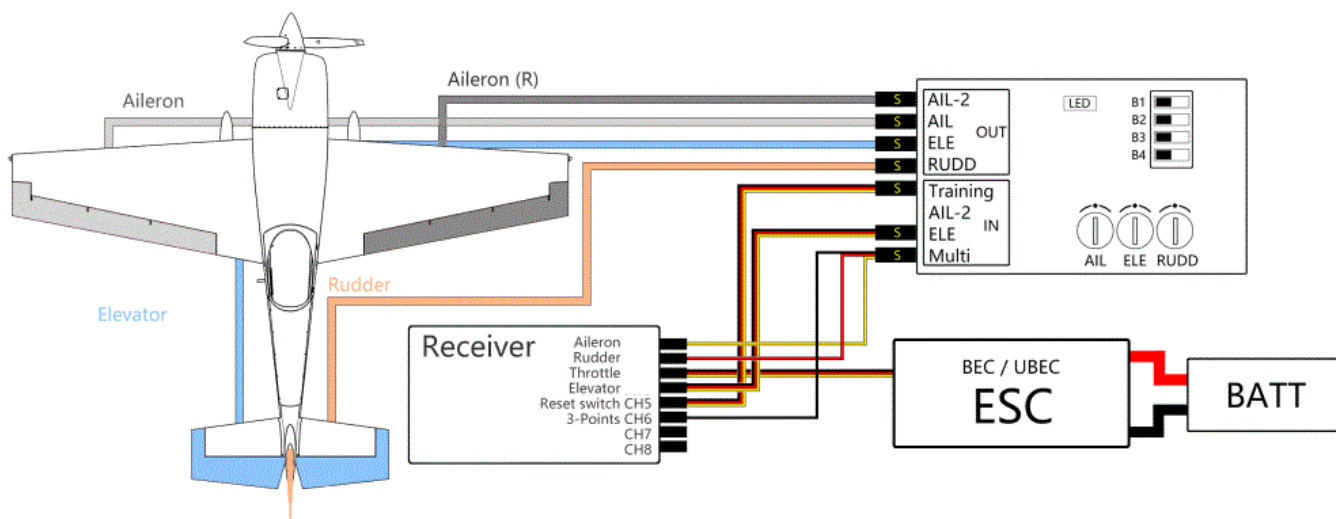 Aileron (R)
Aileron
Elevator
Rudder
S AIL-2
S AIL
S ELE
S RUDD
OUT
S Training
AIL-2
S ELE
S Multi
IN
LED
B1
B2
B3
B4
AIL ELE RUDD
Receiver
Aileron
Rudder
Throttle
Elevator
Reset switch CH5
3-Points CH6
CH7
CH8
BEC / UBEC
ESC
BATT